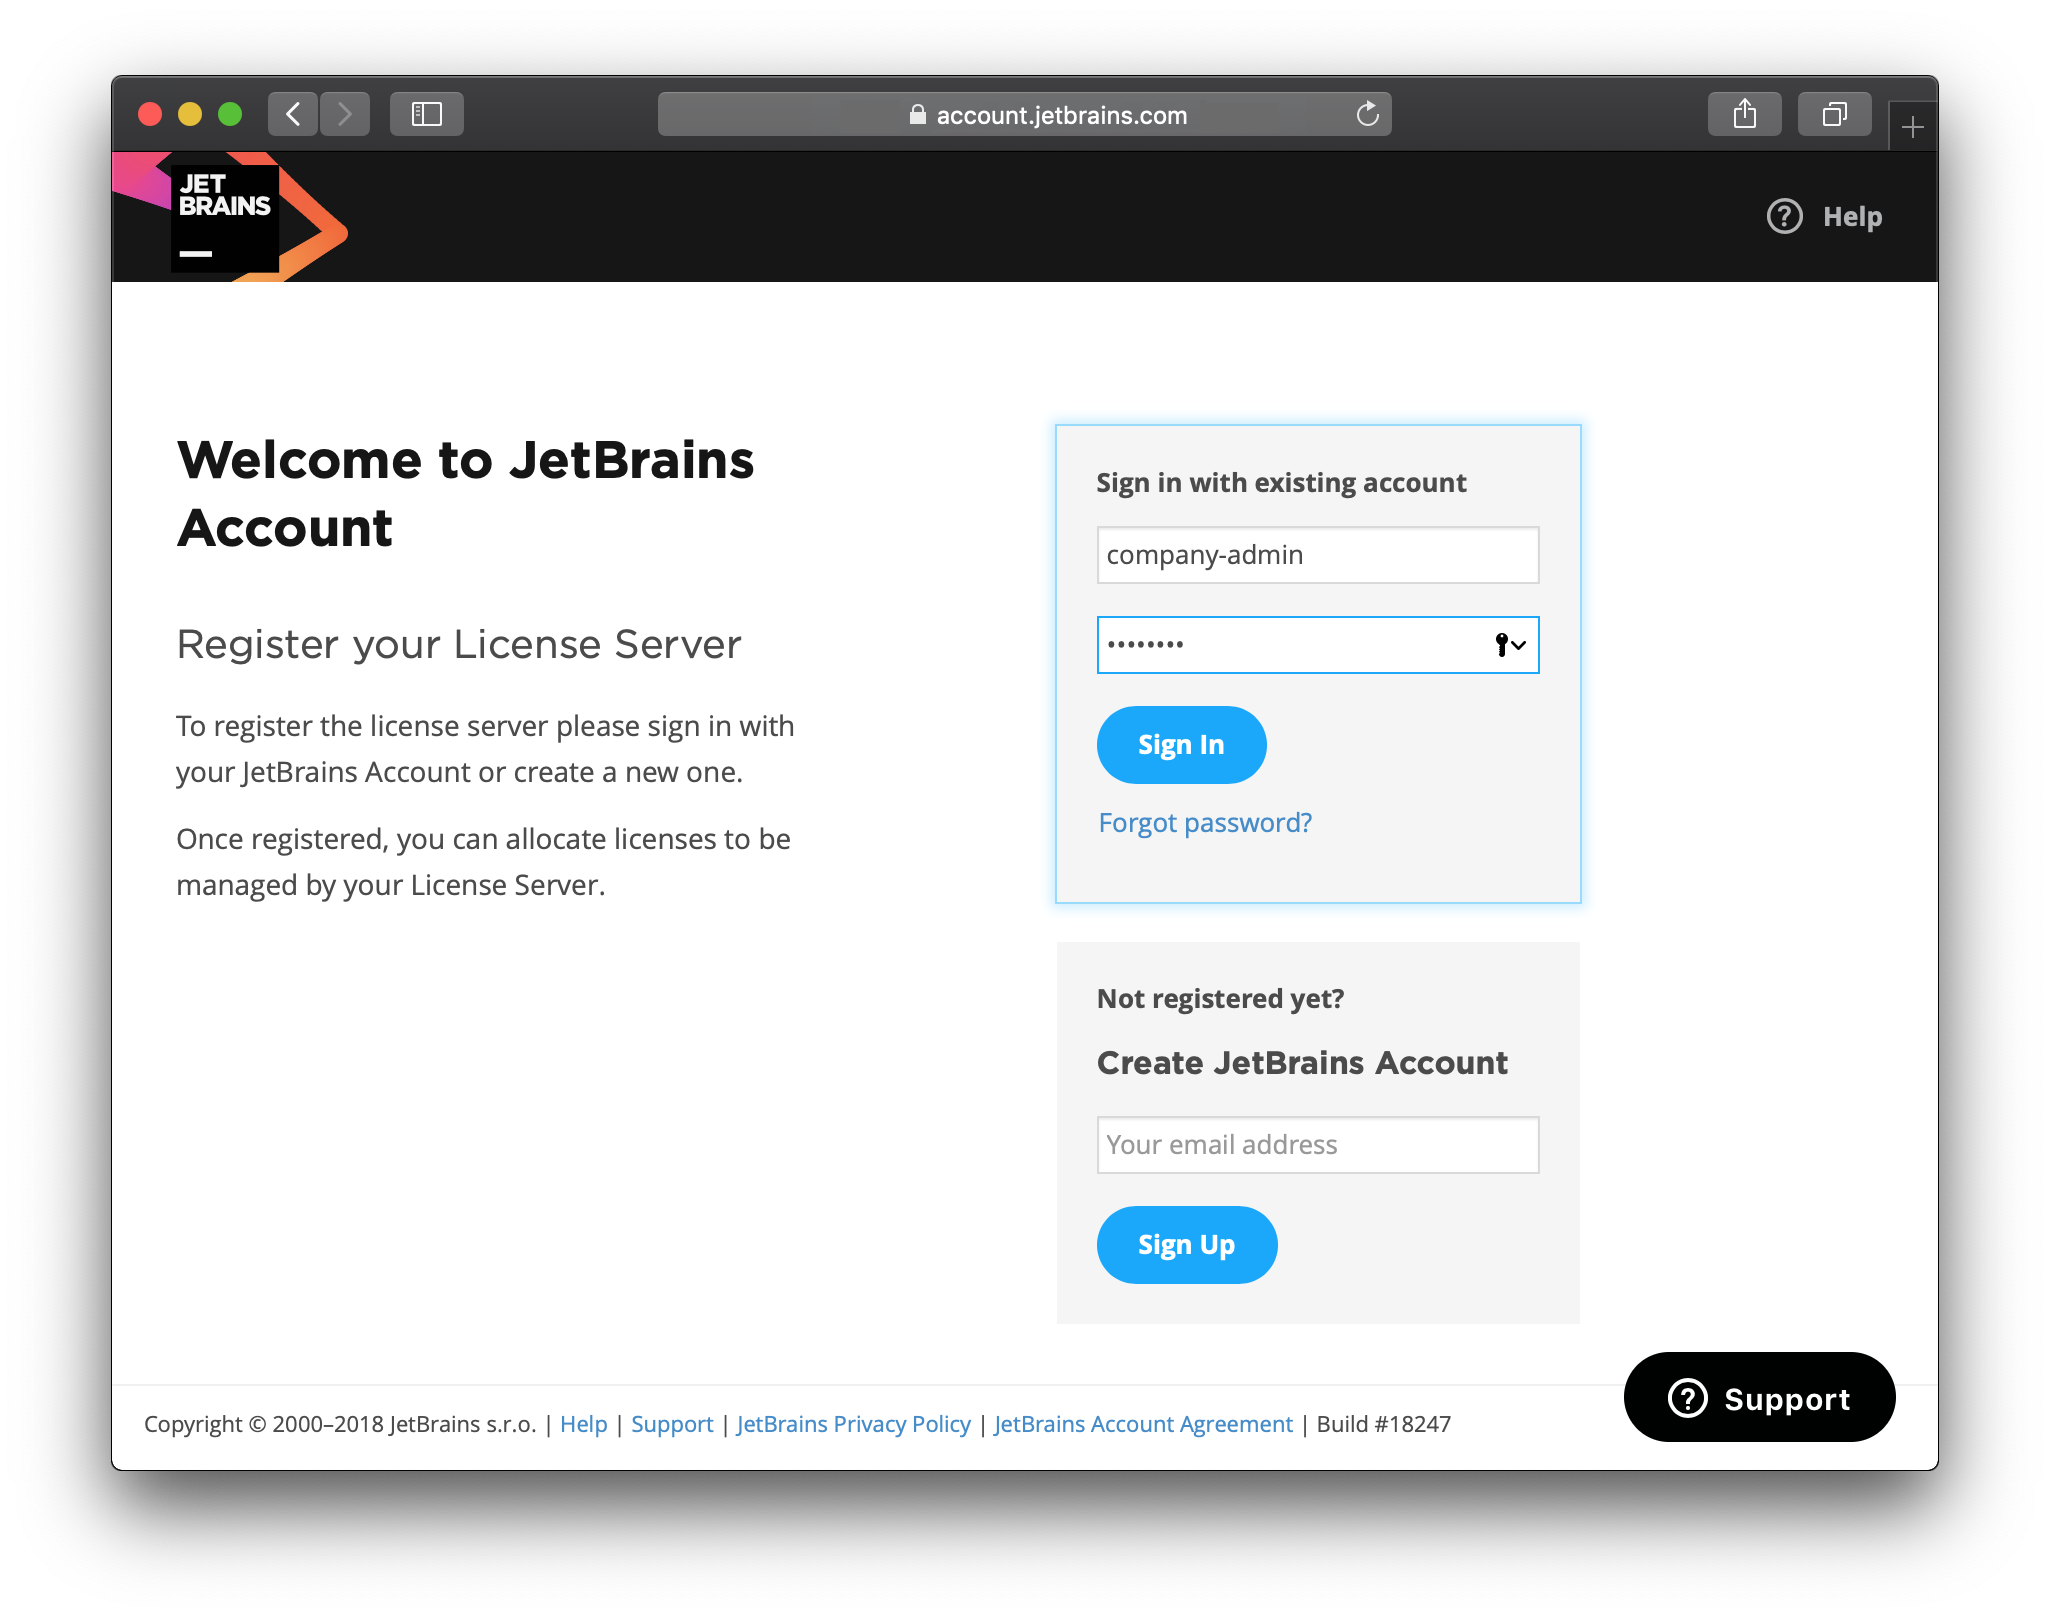 account.jetbrains.com
JET
BRAINS
Help
Welcome to JetBrains
Account
Register your License Server
To register the license server please sign in with
your JetBrains Account or create a new one.
Once registered, you can allocate licenses to be
managed by your License Server.
Sign in with existing account
company-admin
••••••••
Sign In
Forgot password?
Not registered yet?
Create JetBrains Account
Your email address
Sign Up
Support
Copyright © 2000–2018 JetBrains s.r.o. | Help | Support | JetBrains Privacy Policy | JetBrains Account Agreement | Build #18247